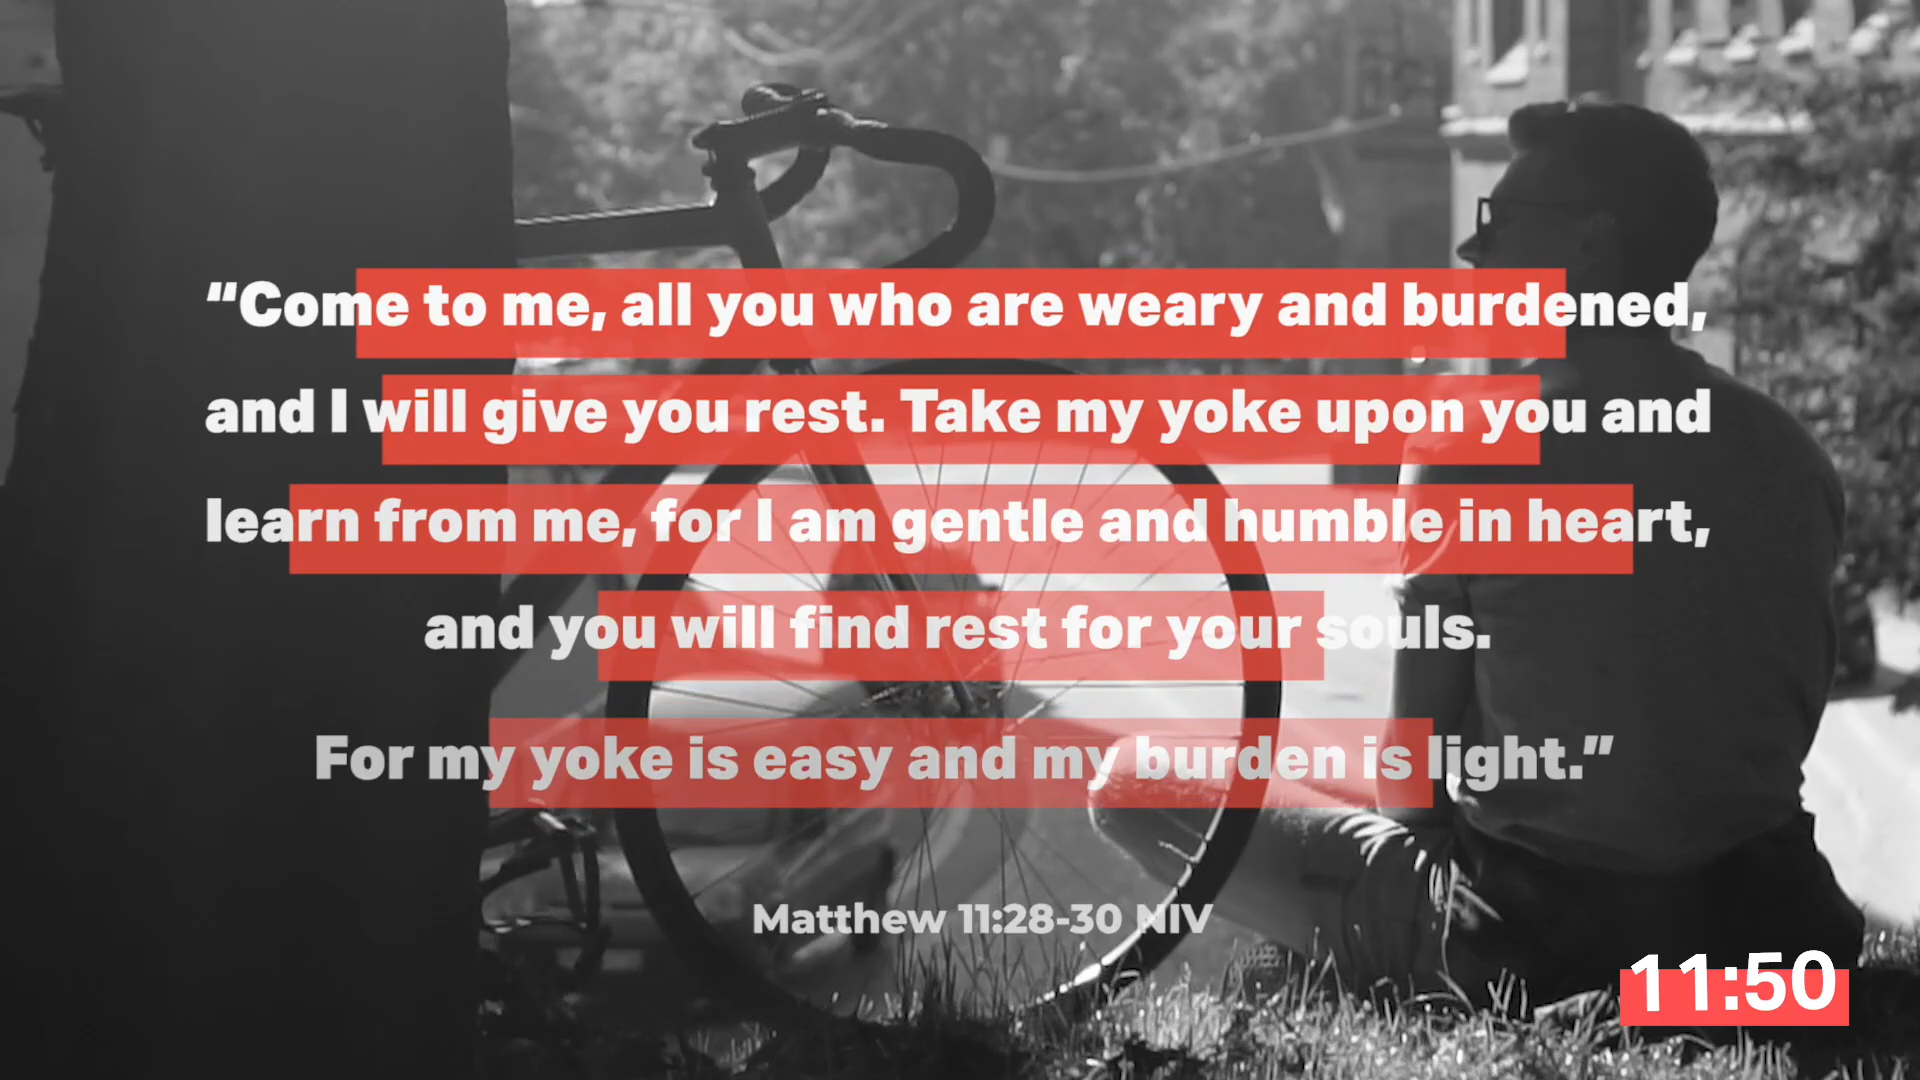 “Come to me, all you who are weary and burdened,
and I will give you rest. Take my yoke upon you and
learn from me, for I am gentle and humble in heart,
and you will find rest for your souls.
For my yoke is easy and my burden is light.”
Matthew 11:28-30 NIV
11:50